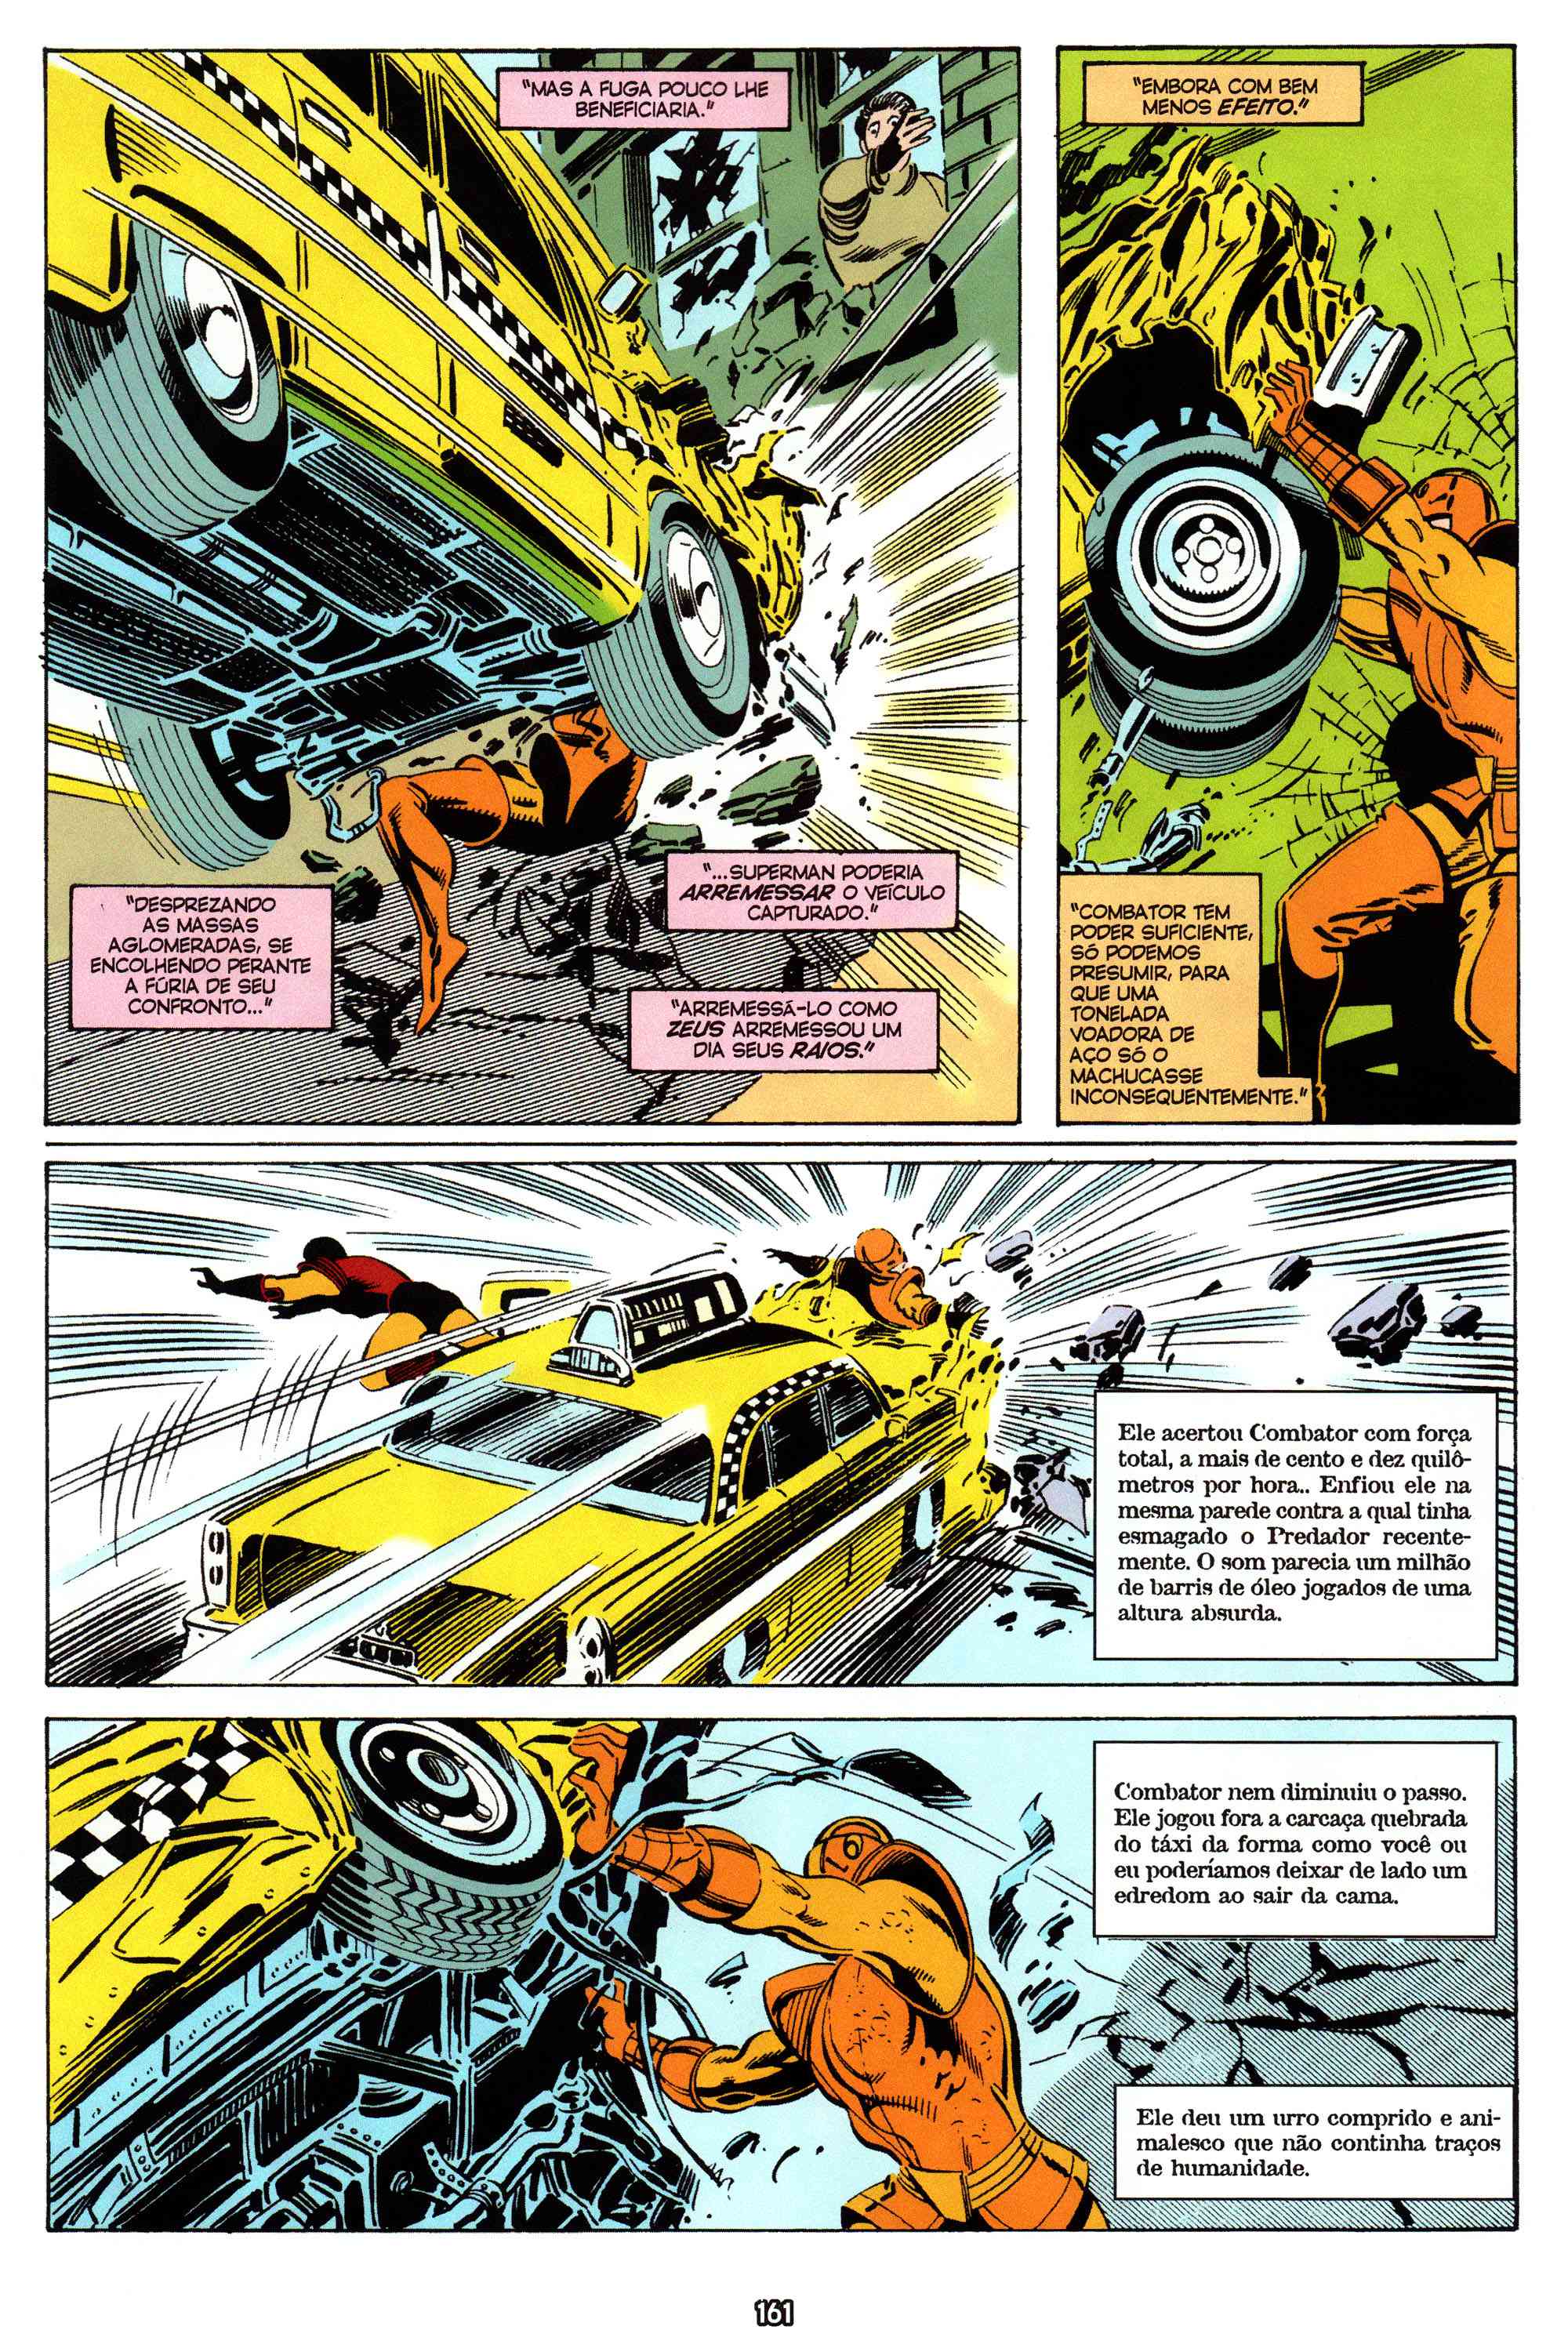 "MAS A FUGA POUCO LHE
BENEFICIARIA."
"DESPREZANDO
AS MASSAS
AGLOMERADAS, SE
ENCOLHENDO PERANTE
A FÚRIA DE SEU
CONFRONTO..."
"...SUPERMAN PODERIA
ARREMESSAR O VEÍCULO
CAPTURADO."
"ARREMESSÁ-LO COMO
ZEUS ARREMESSOU UM
DIA SEUS RAIOS."
"EMBORA COM BEM
MENOS EFEITO."
"COMBATOR TEM
PODER SUFICIENTE,
SÓ PODEMOS
PRESUMIR, PARA
QUE UMA
TONELADA
VOADORA DE
AÇO SÓ O
MACHUCASSE
INCONSEQUENTEMENTE."
Ele acertou Combator com força
total, a mais de cento e dez quilô-
metros por hora.. Enfiou ele na
mesma parede contra a qual tinha
esmagado o Predador recente-
mente. O som parecia um milhão
de barris de óleo jogados de uma
altura absurda.
Combator nem diminuiu o passo.
Ele jogou fora a carcaça quebrada
do táxi da forma como você ou
eu poderíamos deixar de lado um
edredom ao sair da cama.
Ele deu um urro comprido e ani-
malesco que não continha traços
de humanidade.
161